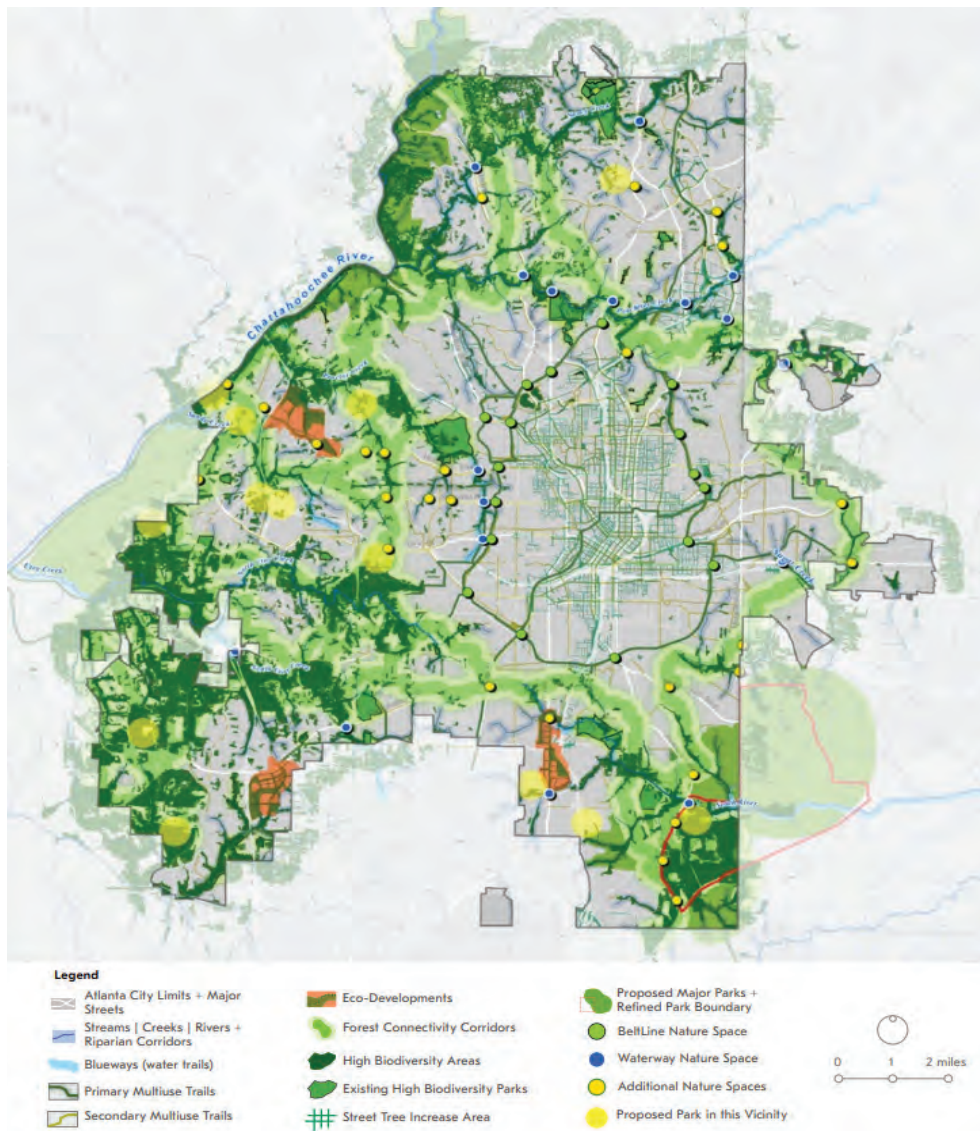 Chattahoochee River
Legend
Atlanta City Limits + Major
Streets
Streams | Creeks | Rivers +
Riparian Corridors
Blueways (water trails)
Primary Multiuse Trails
Secondary Multiuse Trails
Eco-Developments
Forest Connectivity Corridors
High Biodiversity Areas
Existing High Biodiversity Parks
Street Tree Increase Area
Proposed Major Parks +
Refined Park Boundary
BeltLine Nature Space
Waterway Nature Space
Additional Nature Spaces
Proposed Park in this Vicinity
0 1 2 miles